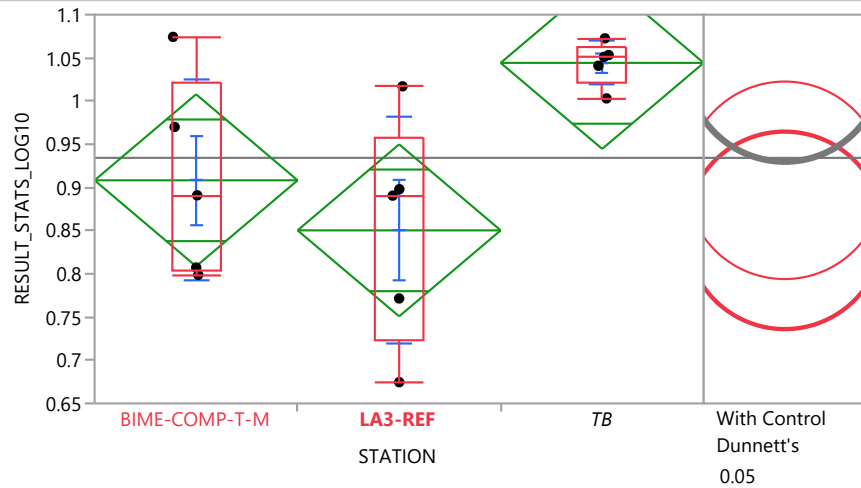 RESULT_STATS_LOG10
1.1
1.05
1
0.95
0.9
0.85
0.8
0.75
0.7
0.65
BIME-COMP-T-M
LA3-REF
TB
STATION
With Control
Dunnett's
0.05